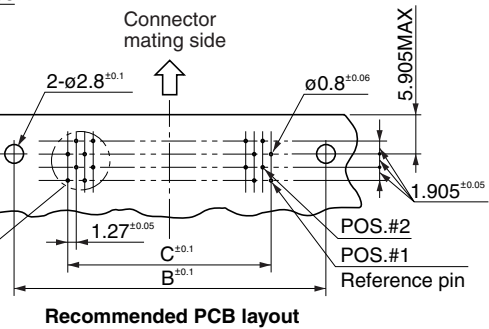 Connector
mating side
5.905MAX
2-ø2.8±0.1
ø0.8±0.06
1.905±0.05
1.27±0.05
POS.#2
C±0.1
POS.#1
B±0.1
Reference pin
Recommended PCB layout